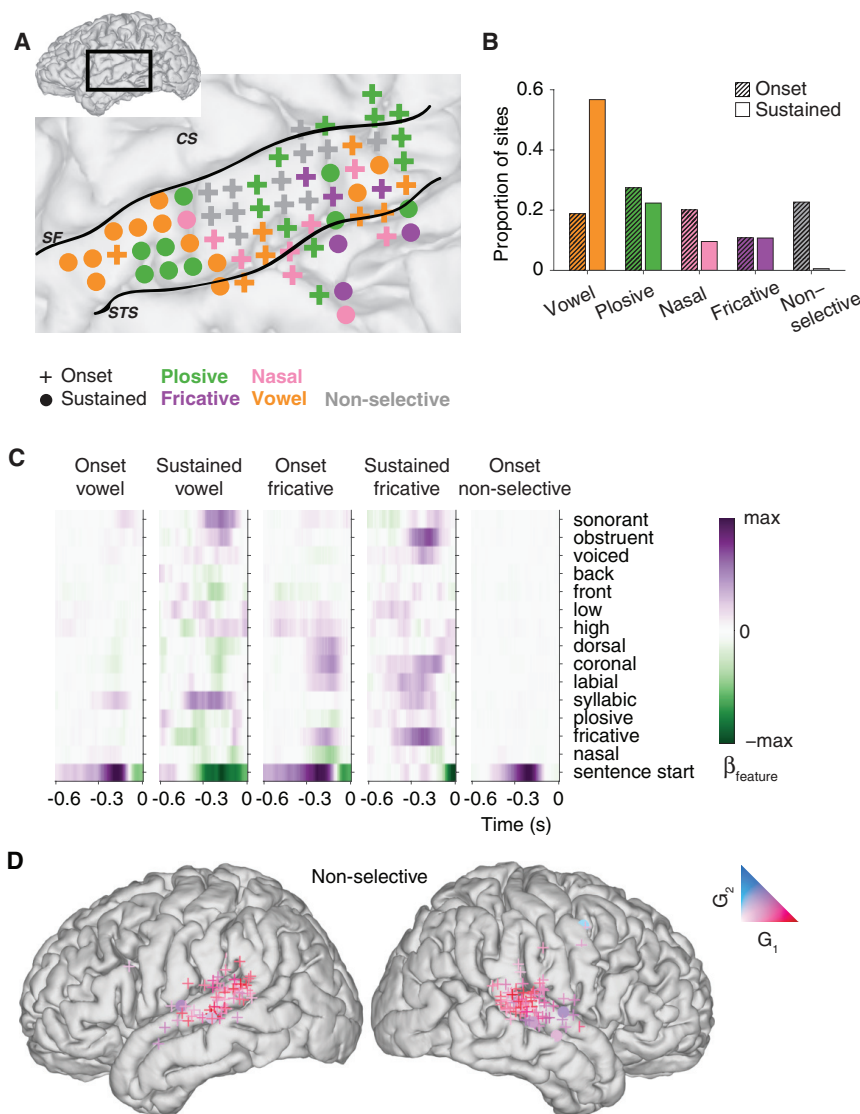 A
CS
SF
STS
+ Onset
Plosive
Nasal
● Sustained
Fricative
Vowel
Non-selective
B
Onset
Sustained
Proportion of sites
0.6
0.4
0.2
0
Vowel
Plosive
Nasal
Fricative
Non–
selective
C
Onset
vowel
Sustained
vowel
Onset
fricative
Sustained
fricative
Onset
non-selective
sonorant
obstruent
voiced
back
front
low
high
dorsal
coronal
labial
syllabic
plosive
fricative
nasal
sentence start
-0.6 -0.3 0
-0.6 -0.3 0
-0.6 -0.3 0
-0.6 -0.3 0
-0.6 -0.3 0
Time (s)
max
0
−max
βfeature
D
Non-selective
G2
G1